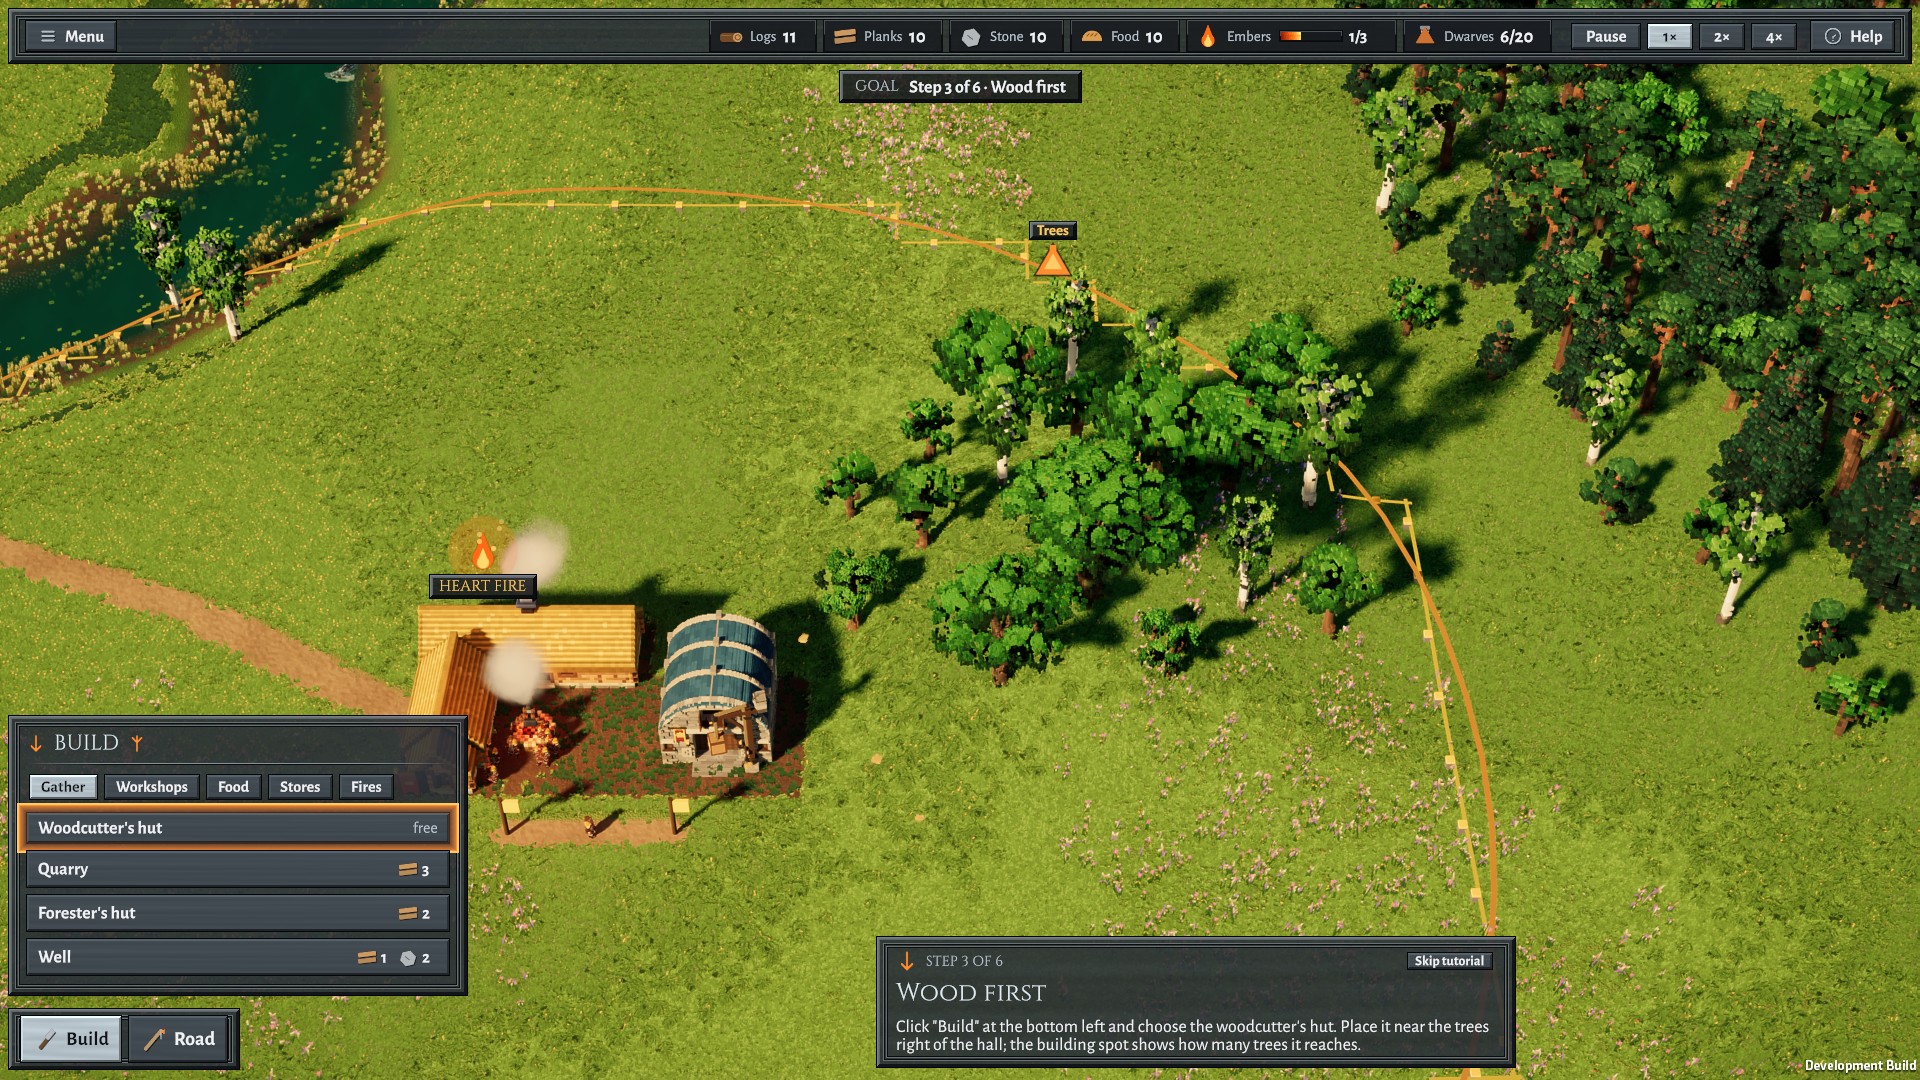 Menu
Logs 11
Planks 10
Stone 10
Food 10
Embers 1/3
Dwarves 6/20
Pause
1×
2×
4×
Help
GOAL Step 3 of 6 · Wood first
Trees
HEART FIRE
BUILD
Gather
Workshops
Food
Stores
Fires
Woodcutter's hut free
Quarry 3
Forester's hut 2
Well 1 2
Build
Road
STEP 3 OF 6
Skip tutorial
WOOD FIRST
Click "Build" at the bottom left and choose the woodcutter's hut. Place it near the trees
right of the hall; the building spot shows how many trees it reaches.
Development Build